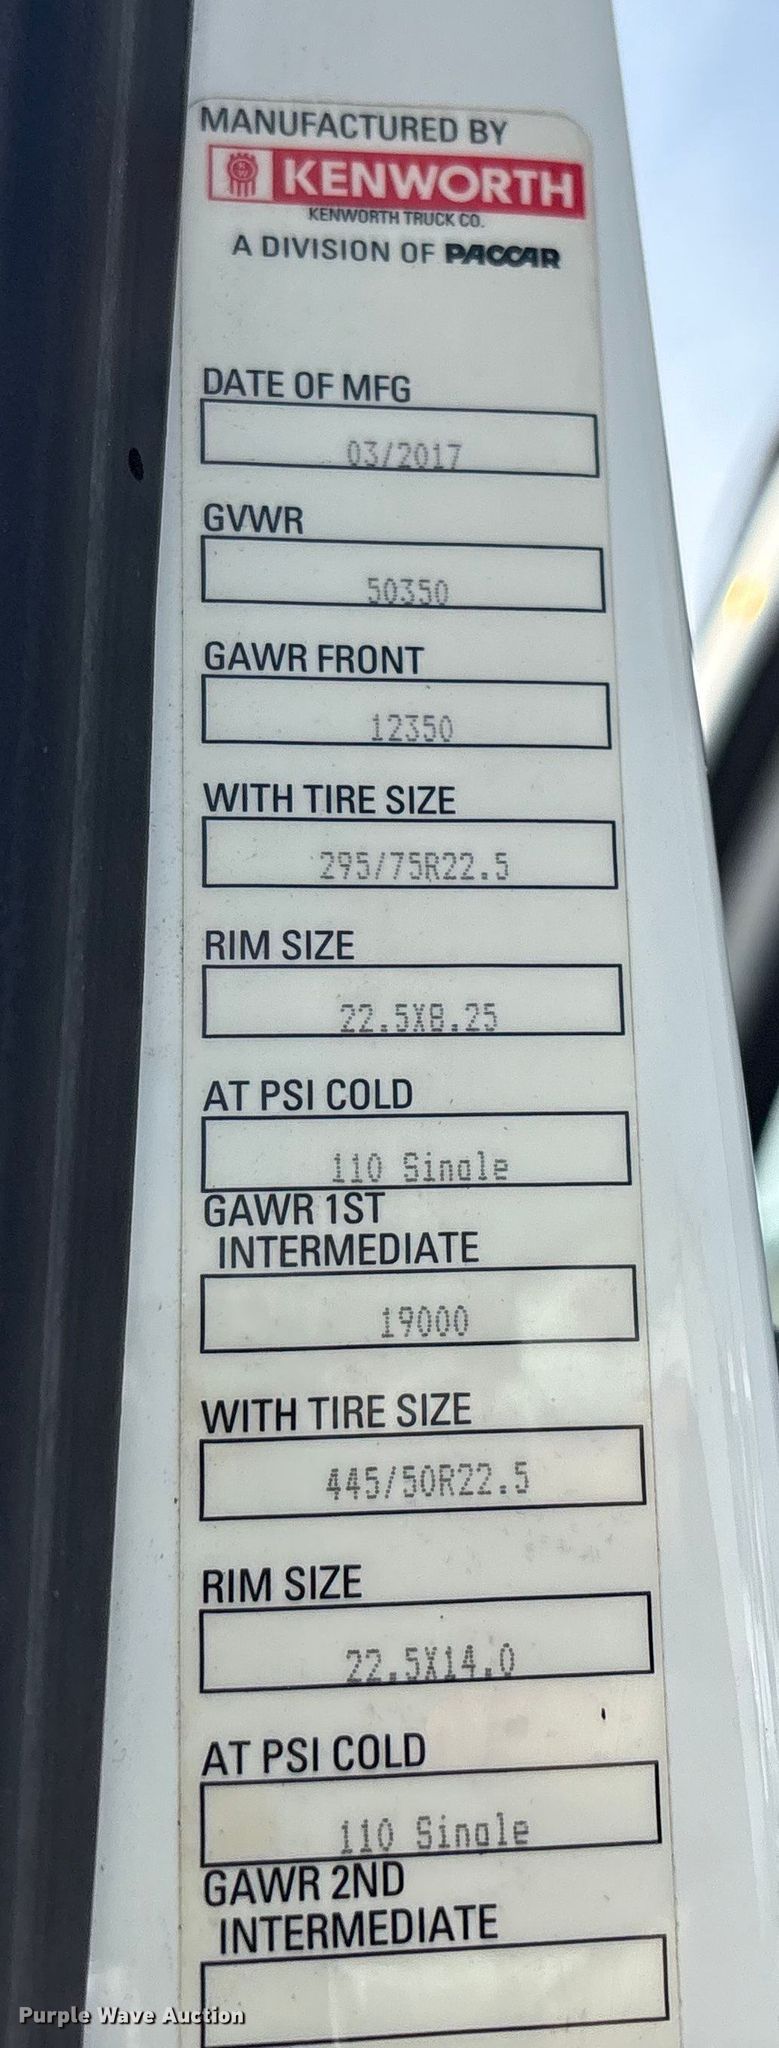 MANUFACTURED BY
KW KENWORTH
KENWORTH TRUCK CO.
A DIVISION OF PACCAR
DATE OF MFG
03/2017
GVWR
50350
GAWR FRONT
12350
WITH TIRE SIZE
295/75R22.5
RIM SIZE
22.5X8.25
AT PSI COLD
110 Single
GAWR 1ST
INTERMEDIATE
19000
WITH TIRE SIZE
445/50R22.5
RIM SIZE
22.5X14.0
AT PSI COLD
110 Single
GAWR 2ND
INTERMEDIATE
Purple Wave Auction